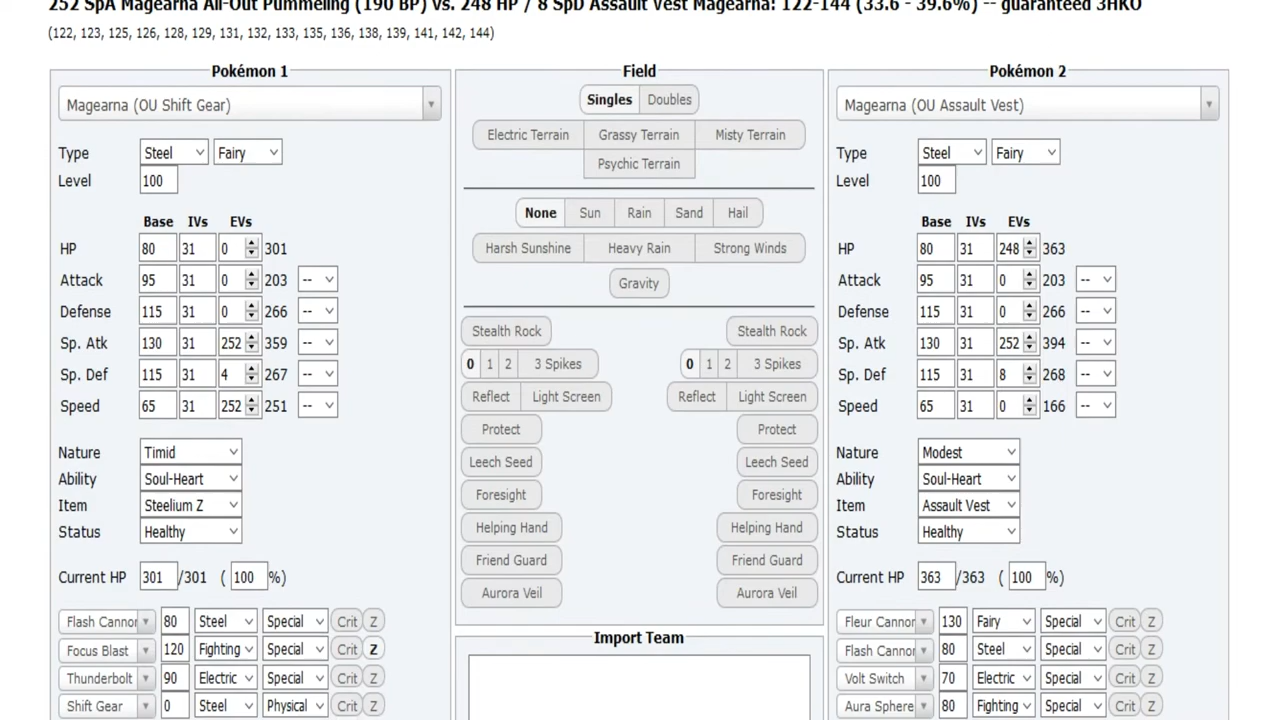 252 SpA Magearna All-Out Pummeling (190 BP) vs. 248 HP / 8 SpD Assault Vest Magearna: 122-144 (33.6 - 39.6%) -- guaranteed 3HKO
(122, 123, 125, 126, 128, 129, 131, 132, 133, 135, 136, 138, 139, 141, 142, 144)
Pokémon 1
Magearna (OU Shift Gear)
Type Steel Fairy
Level 100
Base IVs EVs
HP 80 31 0 301
Attack 95 31 0 203 --
Defense 115 31 0 266 --
Sp. Atk 130 31 252 359 --
Sp. Def 115 31 4 267 --
Speed 65 31 252 251 --
Nature Timid
Ability Soul-Heart
Item Steelium Z
Status Healthy
Current HP 301 /301 ( 100 %)
Flash Cannor 80 Steel Special Crit Z
Focus Blast 120 Fighting Special Crit Z
Thunderbolt 90 Electric Special Crit Z
Shift Gear 0 Steel Physical Crit Z
Field
Singles Doubles
Electric Terrain Grassy Terrain Misty Terrain
Psychic Terrain
None Sun Rain Sand Hail
Harsh Sunshine Heavy Rain Strong Winds
Gravity
Stealth Rock Stealth Rock
0 1 2 3 Spikes 0 1 2 3 Spikes
Reflect Light Screen Reflect Light Screen
Protect Protect
Leech Seed Leech Seed
Foresight Foresight
Helping Hand Helping Hand
Friend Guard Friend Guard
Aurora Veil Aurora Veil
Import Team
Pokémon 2
Magearna (OU Assault Vest)
Type Steel Fairy
Level 100
Base IVs EVs
HP 80 31 248 363
Attack 95 31 0 203 --
Defense 115 31 0 266 --
Sp. Atk 130 31 252 394 --
Sp. Def 115 31 8 268 --
Speed 65 31 0 166 --
Nature Modest
Ability Soul-Heart
Item Assault Vest
Status Healthy
Current HP 363 /363 ( 100 %)
Fleur Cannor 130 Fairy Special Crit Z
Flash Cannor 80 Steel Special Crit Z
Volt Switch 70 Electric Special Crit Z
Aura Sphere 80 Fighting Special Crit Z